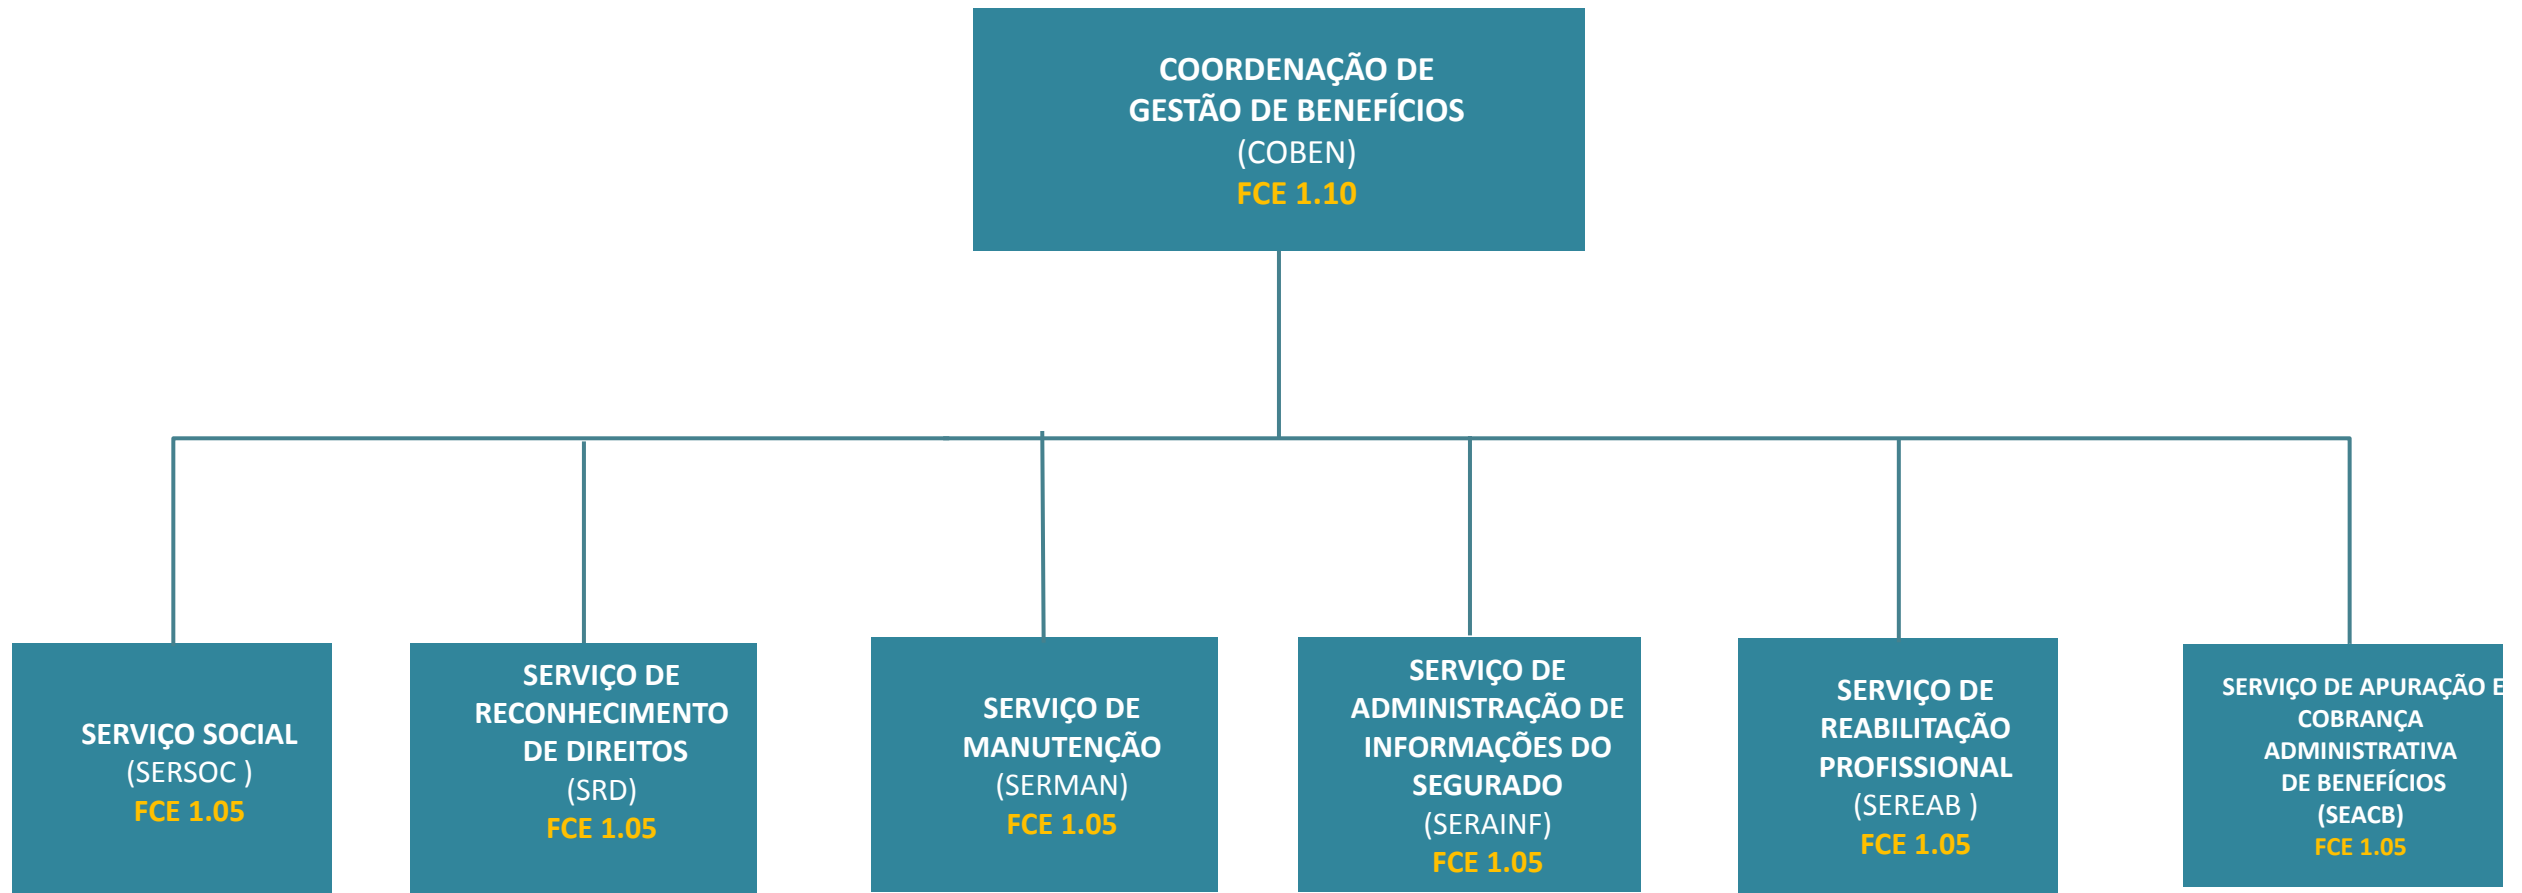 COORDENAÇÃO DE
GESTÃO DE BENEFÍCIOS
(COBEN)
FCE 1.10
SERVIÇO SOCIAL
(SERSOC )
FCE 1.05
SERVIÇO DE
RECONHECIMENTO
DE DIREITOS
(SRD)
FCE 1.05
SERVIÇO DE
MANUTENÇÃO
(SERMAN)
FCE 1.05
SERVIÇO DE
ADMINISTRAÇÃO DE
INFORMAÇÕES DO
SEGURADO
(SERAINF)
FCE 1.05
SERVIÇO DE
REABILITAÇÃO
PROFISSIONAL
(SEREAB )
FCE 1.05
SERVIÇO DE APURAÇÃO E
COBRANÇA
ADMINISTRATIVA
DE BENEFÍCIOS
(SEACB)
FCE 1.05